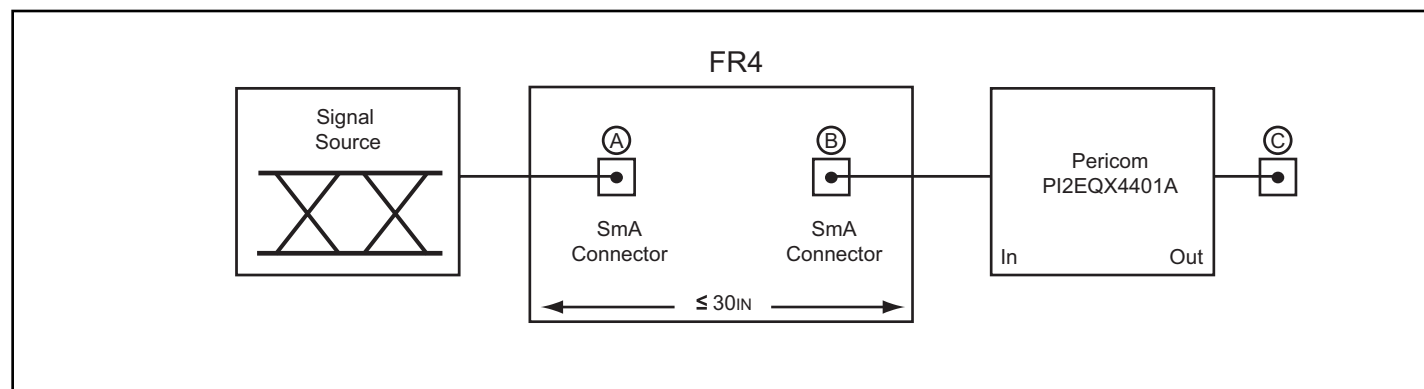 FR4
Signal
Source
A
SmA
Connector
B
SmA
Connector
≤ 30IN
Pericom
PI2EQX4401A
In
Out
C